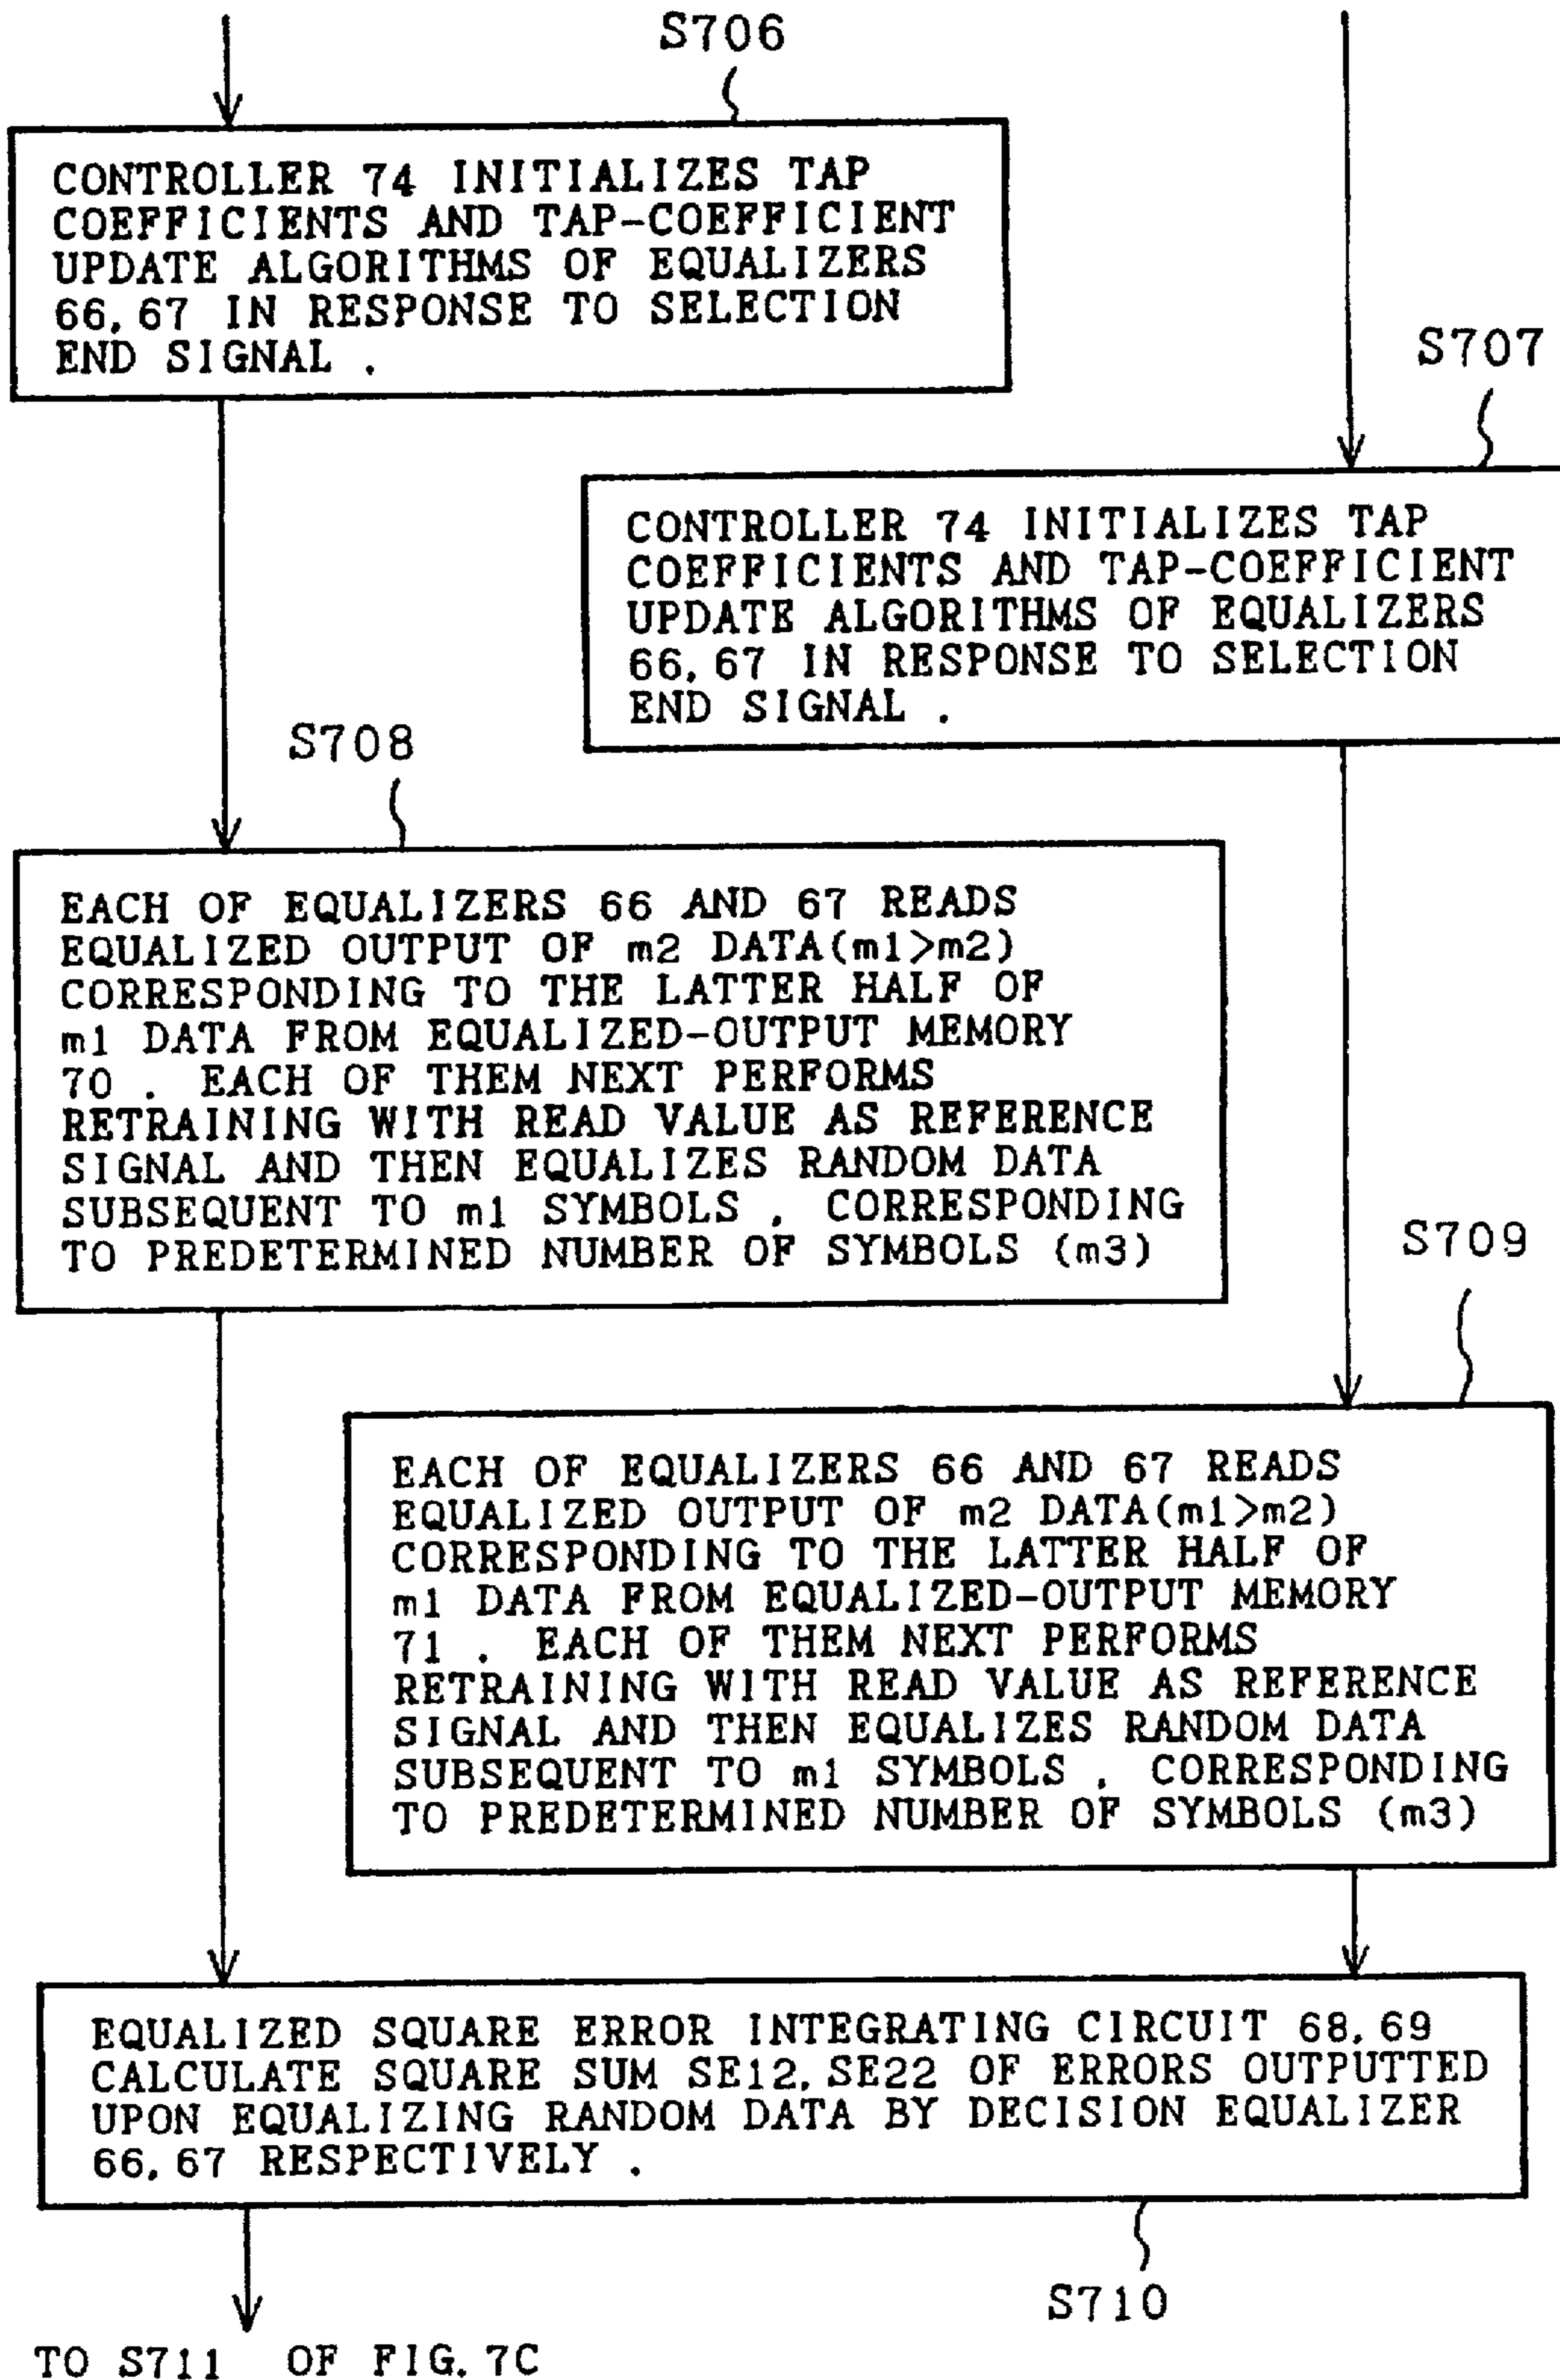 S706
CONTROLLER 74 INITIALIZES TAP
COEFFICIENTS AND TAP-COEFFICIENT
UPDATE ALGORITHMS OF EQUALIZERS
66,67 IN RESPONSE TO SELECTION
END SIGNAL .
S707
CONTROLLER 74 INITIALIZES TAP
COEFFICIENTS AND TAP-COEFFICIENT
UPDATE ALGORITHMS OF EQUALIZERS
66,67 IN RESPONSE TO SELECTION
END SIGNAL .
S708
EACH OF EQUALIZERS 66 AND 67 READS
EQUALIZED OUTPUT OF m2 DATA(m1>m2)
CORRESPONDING TO THE LATTER HALF OF
m1 DATA FROM EQUALIZED-OUTPUT MEMORY
70 . EACH OF THEM NEXT PERFORMS
RETRAINING WITH READ VALUE AS REFERENCE
SIGNAL AND THEN EQUALIZES RANDOM DATA
SUBSEQUENT TO m1 SYMBOLS , CORRESPONDING
TO PREDETERMINED NUMBER OF SYMBOLS (m3)
S709
EACH OF EQUALIZERS 66 AND 67 READS
EQUALIZED OUTPUT OF m2 DATA(m1>m2)
CORRESPONDING TO THE LATTER HALF OF
m1 DATA FROM EQUALIZED-OUTPUT MEMORY
71 . EACH OF THEM NEXT PERFORMS
RETRAINING WITH READ VALUE AS REFERENCE
SIGNAL AND THEN EQUALIZES RANDOM DATA
SUBSEQUENT TO m1 SYMBOLS , CORRESPONDING
TO PREDETERMINED NUMBER OF SYMBOLS (m3)
EQUALIZED SQUARE ERROR INTEGRATING CIRCUIT 68,69
CALCULATE SQUARE SUM SE12,SE22 OF ERRORS OUTPUTTED
UPON EQUALIZING RANDOM DATA BY DECISION EQUALIZER
66,67 RESPECTIVELY .
S710
TO S711 OF FIG.7C